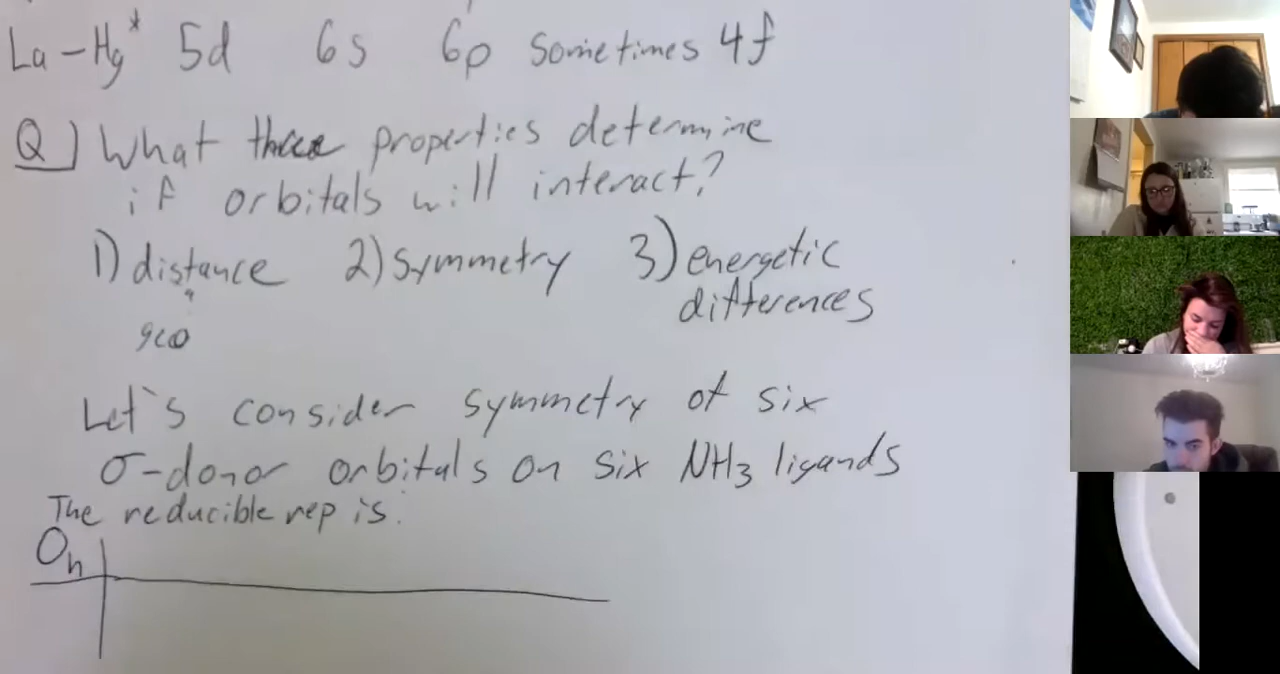 La-Hg* 5d 6s 6p sometimes 4f
Q] What three properties determine
if orbitals will interact?
1) distance 2) symmetry 3) energetic
differences
geo
Let's consider symmetry of six
σ-donor orbitals on six NH3 ligands
The reducible rep is:
Oh